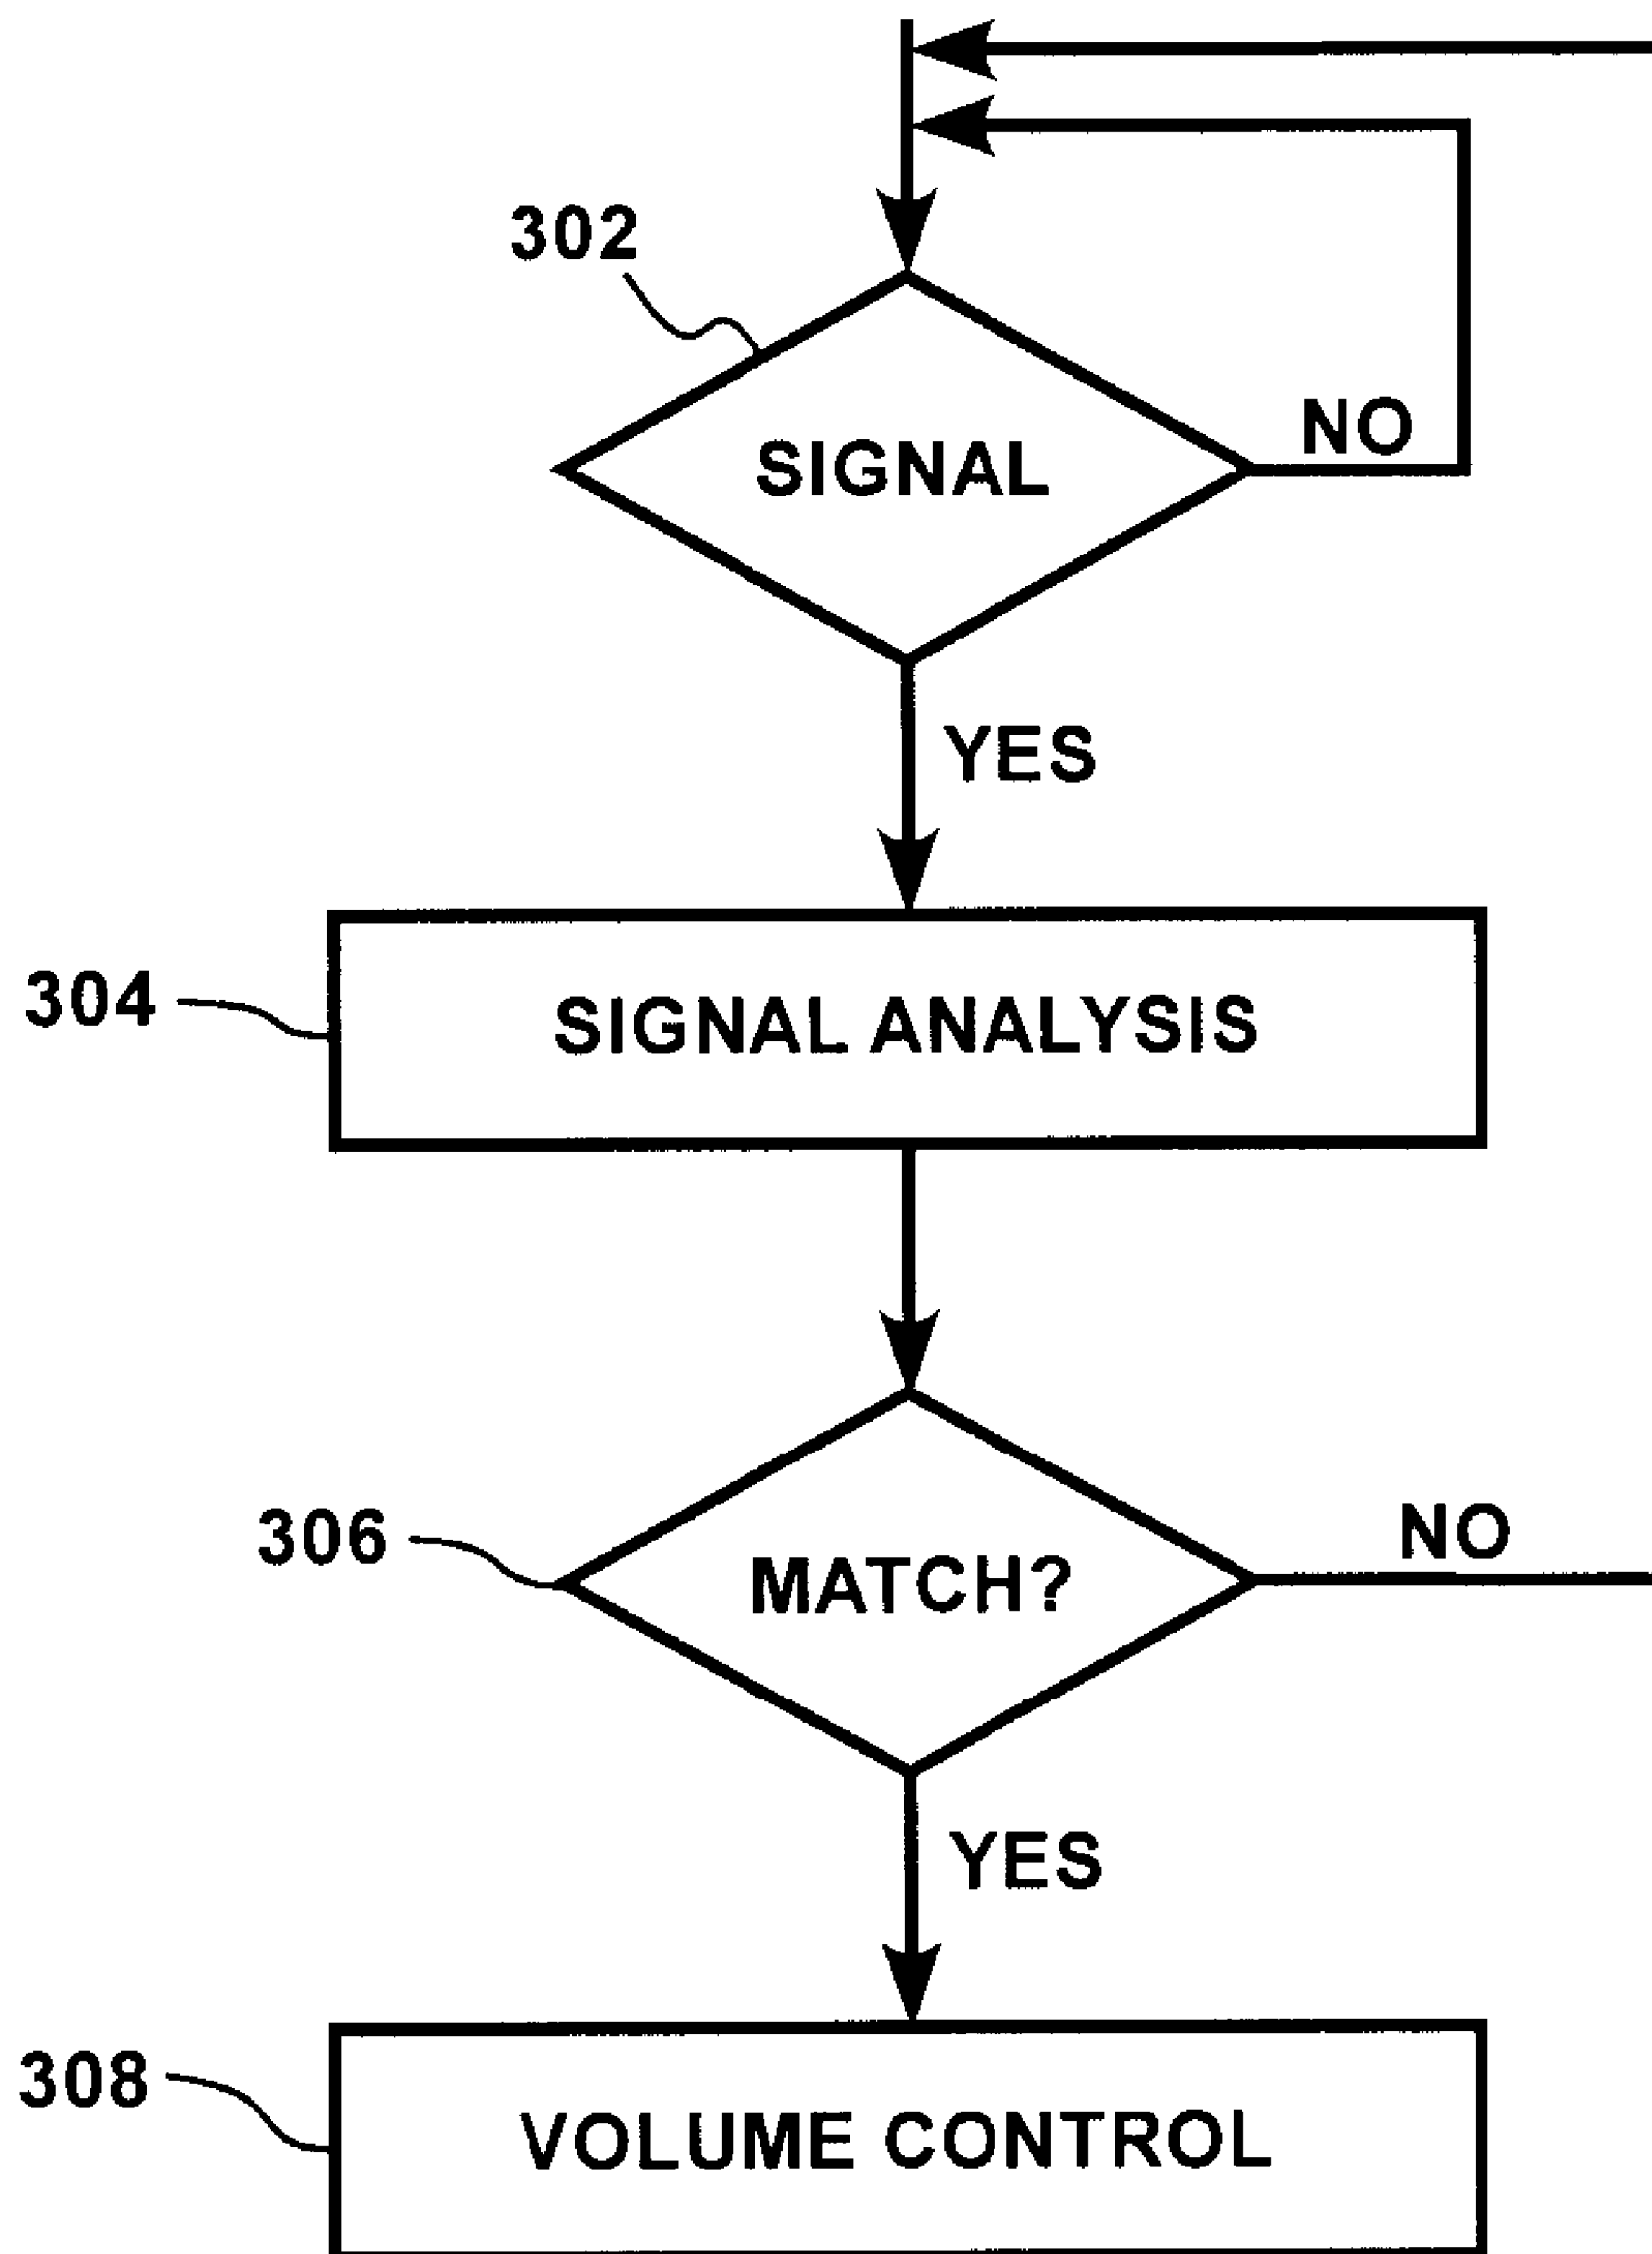 302
SIGNAL
NO
YES
304
SIGNAL ANALYSIS
306
MATCH?
NO
YES
308
VOLUME CONTROL